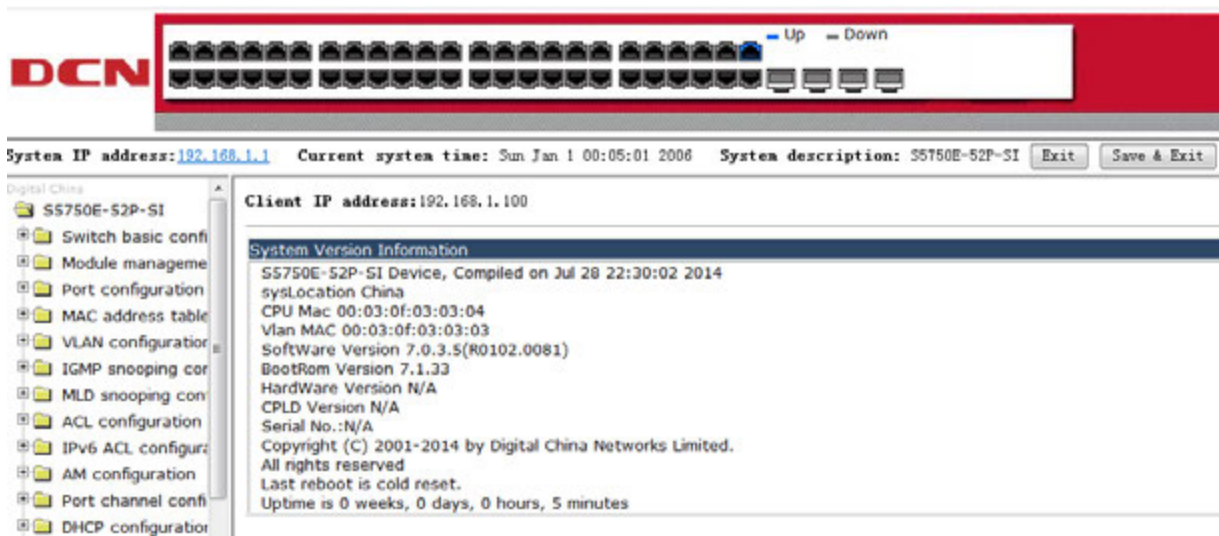 Up Down
DCN
System IP address:192.168.1.1 Current system time: Sun Jan 1 00:05:01 2006 System description: S5750E-52P-SI Exit Save & Exit
Digital China
S5750E-52P-SI
Switch basic confi
Module manageme
Port configuration
MAC address table
VLAN configuration
IGMP snooping cor
MLD snooping con
ACL configuration
IPv6 ACL configura
AM configuration
Port channel confi
DHCP configuration
Client IP address:192.168.1.100
System Version Information
S5750E-52P-SI Device, Compiled on Jul 28 22:30:02 2014
sysLocation China
CPU Mac 00:03:0f:03:03:04
Vlan MAC 00:03:0f:03:03:03
SoftWare Version 7.0.3.5(R0102.0081)
BootRom Version 7.1.33
HardWare Version N/A
CPLD Version N/A
Serial No.:N/A
Copyright (C) 2001-2014 by Digital China Networks Limited.
All rights reserved
Last reboot is cold reset.
Uptime is 0 weeks, 0 days, 0 hours, 5 minutes